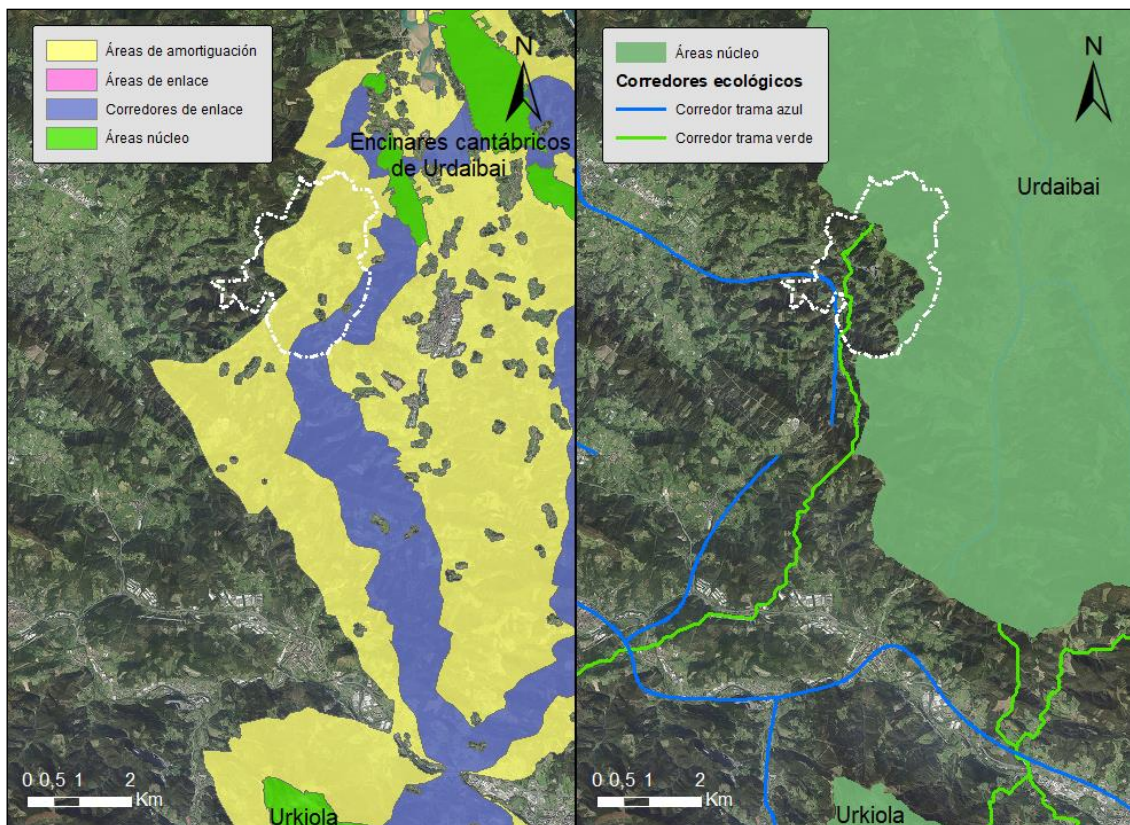 Áreas de amortiguación
Áreas de enlace
Corredores de enlace
Áreas núcleo
N
Encinares cantábricos
de Urdaibai
0 0,5 1 2
Km
Urkiola
Áreas núcleo
Corredores ecológicos
Corredor trama azul
Corredor trama verde
N
Urdaibai
0 0,5 1 2
Km
Urkiola